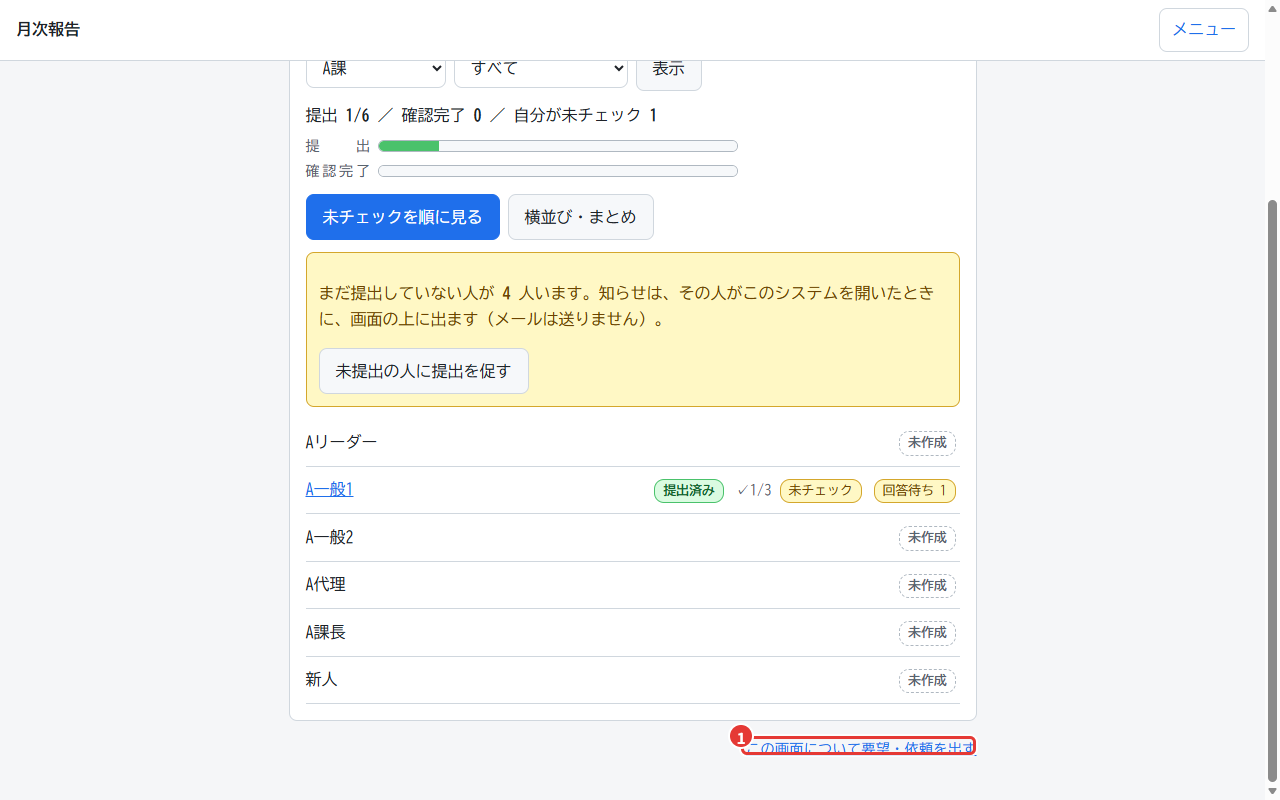 月次報告
メニュー
A課
すべて
表示
提出 1/6 ／ 確認完了 0 ／ 自分が未チェック 1
提出
確認完了
未チェックを順に見る
横並び・まとめ
まだ提出していない人が 4 人います。知らせは、その人がこのシステムを開いたとき
に、画面の上に出ます（メールは送りません）。
未提出の人に提出を促す
Aリーダー 未作成
A一般1 提出済み ✓1/3 未チェック 回答待ち 1
A一般2 未作成
A代理 未作成
A課長 未作成
新人 未作成
1
この画面について要望・依頼を出す